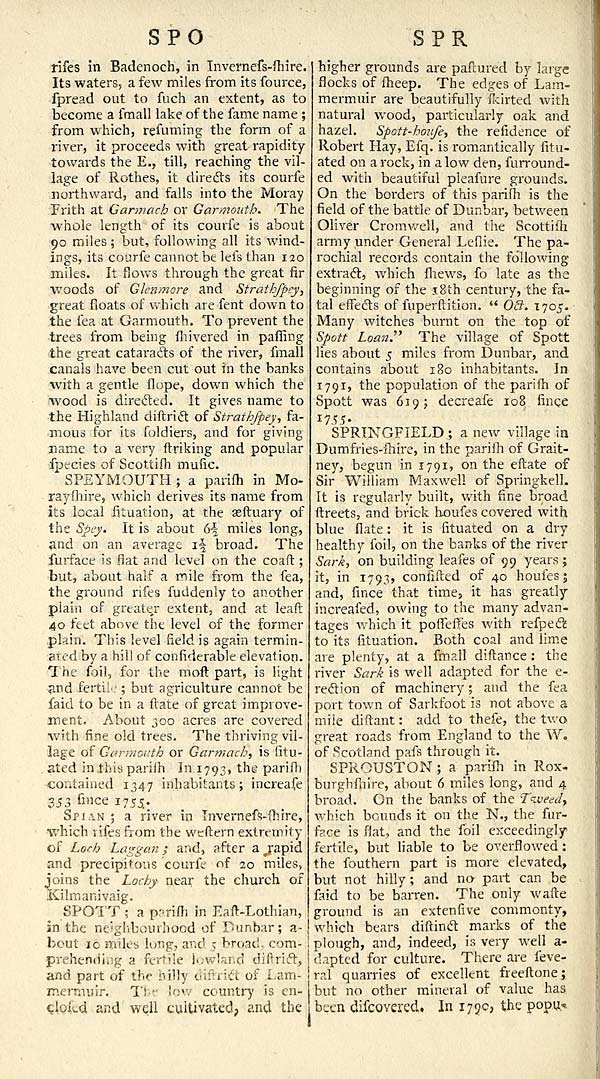 SPO
rifes in Badenoch, in Invernefs-fhire.
Its waters, a few miles from its fource,
fpread out to fuch an extent, as to
become a fmall lake of the fame name ;
from which, refuming the form of a
river, it proceeds with great rapidity
towards the E., till, reaching the vil-
lage of Rothes, it directs its courfe
northward, and falls into the Moray
Frith at Garmach or Garmouth. The
whole length of its courfe is about
90 miles ; but, following all its wind-
ings, its courfe cannot be lefs than 120
miles. It flows through the great fir
woods of Glenmore and Strathfpey,
great floats of which are fent down to
the fea at Garmouth. To prevent the
trees from being fhivered in paffing
the great cataracts of the river, fmall
canals have been cut out in the banks
with a gentle flope, down which the
wood is directed. It gives name to
the Highland diftrict of Strathfpey, fa-
mous for its foldiers, and for giving
name to a very ftriking and popular
fpecies of Scottifh mufic.
SPEYMOUTH ; a parifh in Mo-
rayfhire, which derives its name from
its local fituation, at the æftuary of
the Spey. It is about 6½ miles long,
and on an average 1½ broad. The
furface is flat and level on the coaft ;
but, about half a mile from the fea,
the ground rifes fuddenly to another
plain of greater extent, and at leaft
40 feet above the level of the former
plain. This level field is again termin-
ated by a hill of confiderable elevation.
The foil, for the moft part, is light
and fertile ; but agriculture cannot be
faid to be in a ftate of great improve-
ment. About 300 acres are covered
with fine old trees. The thriving vil-
lage of Garmouth or Garmach, is fitu-
ated in this parifh In 1793, the parifh
contained 1347 inhabitants ; increafe
353 fince 1755.
SPIAN ; a river in Invernefs-fhire,
which rifes from the weftern extremity
of Loch Laggan ; and, after a rapid
and precipitous courfe of 20 miles,
joins the Lochy near the church of
Kilmanivaig.
SPOTT ; a parifh in Eaft-Lothian,
in the neighbourhood of Dunbar ; a-
bout 10 miles long, and 5 broad, com-
prehending a fertile lowland diftrict,
and part of the hilly diftrict of Lam-
mermuir. The low country is en-
clofed and well cultivated, and the
SPR
higher grounds are paftured by large
flocks of fheep. The edges of Lam-
mermuir are beautifully fkirted with
natural wood, particularly oak and
hazel. Spott-houfe, the refidence of
Robert Hay, Efq. is romantically fitu-
ated on a rock, in a low den, furround-
ed with beautiful pleafure grounds.
On the borders of this parifh is the
field of the battle of Dunbar, between
Oliver Cromwell, and the Scottifh
army under General Leflie. The pa-
rochial records contain the following
extract, which fhews, fo late as the
beginning of the 18th century, the fa-
tal effects of fuperftition. " Oct. 1705.
Many witches burnt on the top of
Spott Loan." The village of Spott
lies about 5 miles from Dunbar, and
contains about 180 inhabitants. In
1791, the population of the parifh of
Spott was 619 ; decreafe 108 fince
1755.
SPRINGFIELD ; a new village in
Dumfries-fhire, in the parifh of Grait-
ney, begun in 1791, on the eftate of
Sir William Maxwell of Springkell.
It is regularly built, with fine broad
ftreets, and brick houfes covered with
blue flate : it is fituated on a dry
healthy foil, on the banks of the river
Sark, on building leafes of 99 years ;
it, in 1793, confifted of 40 houfes ;
and, fince that time, it has greatly
increafed, owing to the many advan-
tages which it poffeffes with refpect
to its fituation. Both coal and lime
are plenty, at a fmall diftance : the
river Sark is well adapted for the e-
rection of machinery ; and the fea
port town of Sarkfoot is not above a
mile diftant : add to thefe, the two
great roads from England to the W.
of Scotland pafs through it.
SPROUSTON ; a parifh in Rox-
burghfhire, about 6 miles long, and 4
broad. On the banks of the Tweed,
which bounds it on the N., the fur-
face is flat, and the foil exceedingly
fertile, but liable to be overflowed :
the fouthern part is more elevated,
but not hilly ; and no part can be
faid to be barren. The only wafte
ground is an extenfive commonty,
which bears diftinct marks of the
plough, and, indeed, is very well a-
dapted for culture. There are feve-
ral quarries of excellent freeftone ;
but no other mineral of value has
been difcovered. In 1790, the popu-